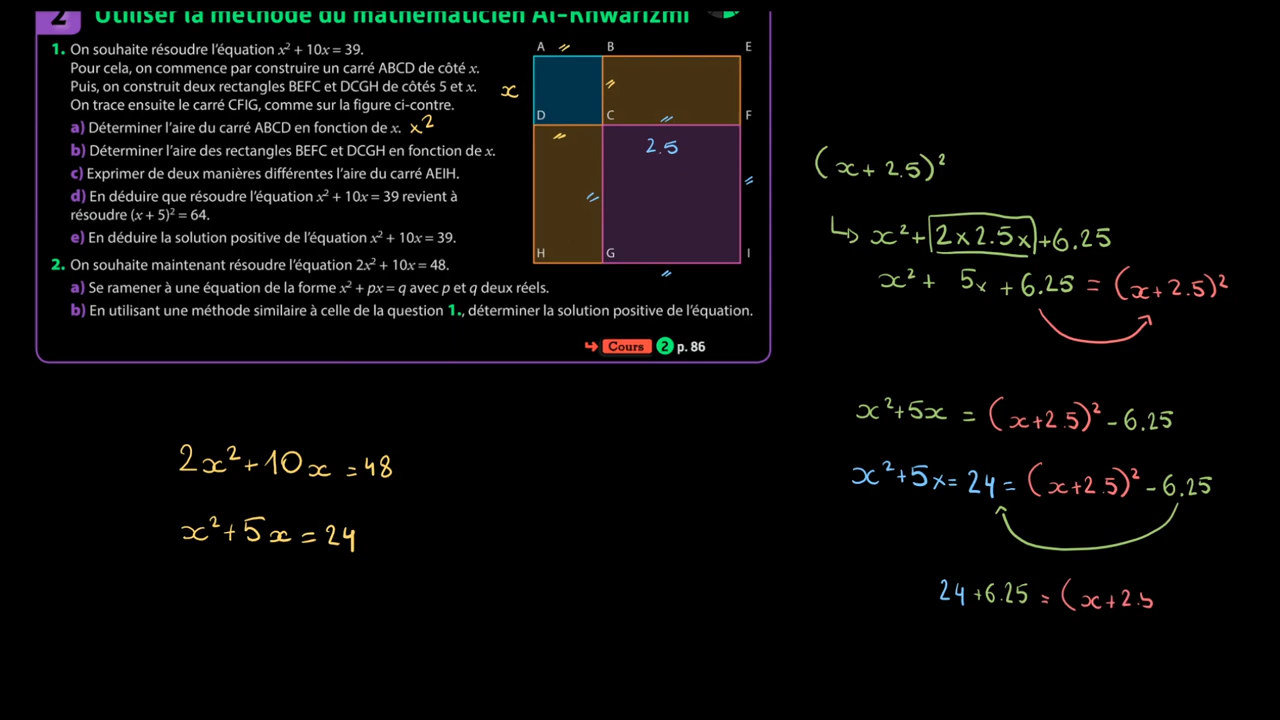 2 Utiliser la méthode du mathématicien Al-Khwarizmi
1. On souhaite résoudre l'équation x² + 10x = 39.
Pour cela, on commence par construire un carré ABCD de côté x.
Puis, on construit deux rectangles BEFC et DCGH de côtés 5 et x.
On trace ensuite le carré CFIG, comme sur la figure ci-contre.
a) Déterminer l'aire du carré ABCD en fonction de x. x²
b) Déterminer l'aire des rectangles BEFC et DCGH en fonction de x.
c) Exprimer de deux manières différentes l'aire du carré AEIH.
d) En déduire que résoudre l'équation x² + 10x = 39 revient à
résoudre (x + 5)² = 64.
e) En déduire la solution positive de l'équation x² + 10x = 39.
2. On souhaite maintenant résoudre l'équation 2x² + 10x = 48.
a) Se ramener à une équation de la forme x² + px = q avec p et q deux réels.
b) En utilisant une méthode similaire à celle de la question 1., déterminer la solution positive de l'équation.
Cours 2 p. 86
A B E
x
D C F
2.5
H G I
2x² + 10x = 48
x² + 5x = 24
(x + 2.5)²
x² + 2 x 2.5x + 6.25
x² + 5x + 6.25 = (x + 2.5)²
x² + 5x = (x + 2.5)² - 6.25
x² + 5x = 24 = (x + 2.5)² - 6.25
24 + 6.25 = (x + 2.5